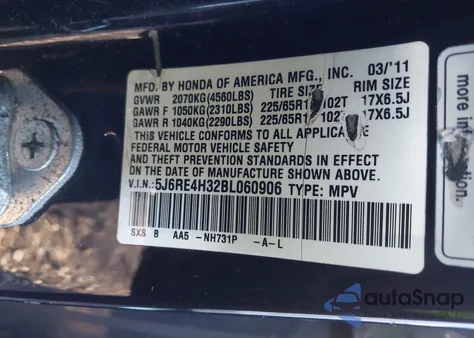 MFD. BY HONDA OF AMERICA MFG., INC. 03/'11
GVWR 2070KG(4560LBS) TIRE SIZE RIM SIZE
GAWR F 1050KG(2310LBS) 225/65R1 102T 17X6.5J
GAWR R 1040KG(2290LBS) 225/65R1 102T 17X6.5J
THIS VEHICLE CONFORMS TO ALL APPLICABLE
FEDERAL MOTOR VEHICLE SAFETY
AND THEFT PREVENTION STANDARDS IN EFFECT
ON THE DATE OF MANUFACTURE SHOWN ABOVE.
V.I.N.: 5J6RE4H32BL060906 TYPE: MPV
SXS B AA5 -NH731P -A-L
autoSnap